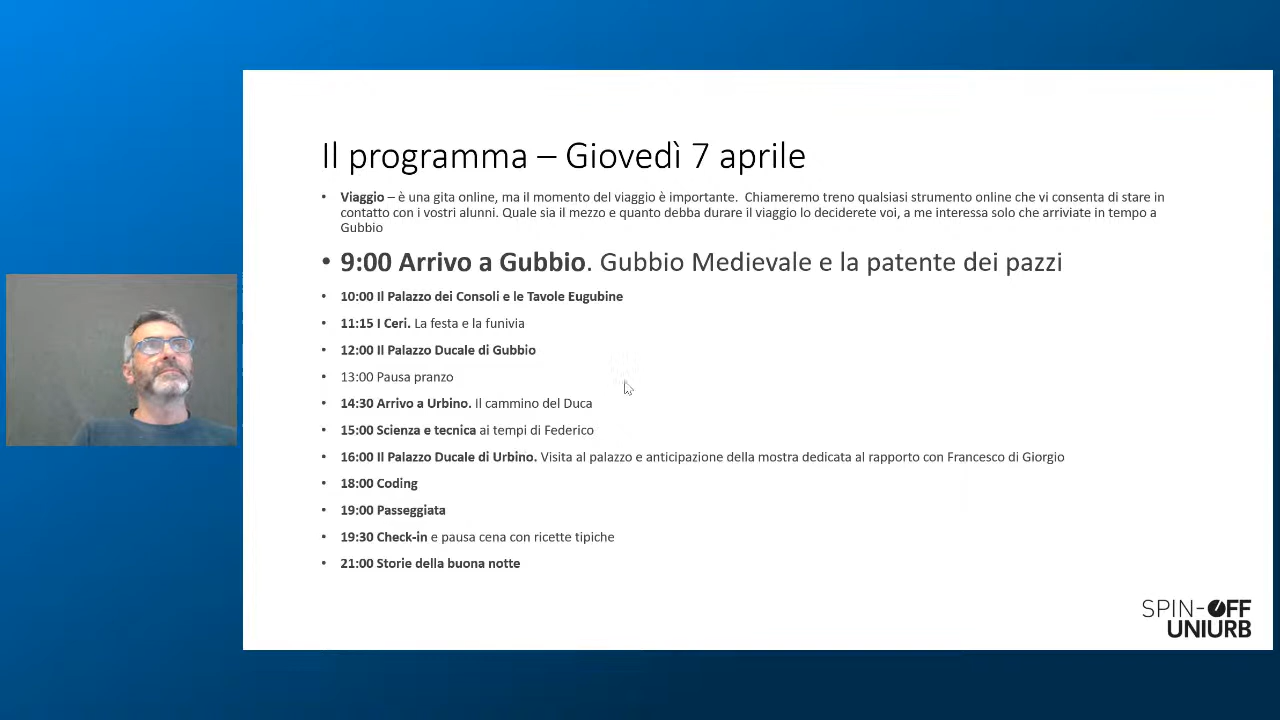 Il programma – Giovedì 7 aprile
• Viaggio – è una gita online, ma il momento del viaggio è importante. Chiameremo treno qualsiasi strumento online che vi consenta di stare in
contatto con i vostri alunni. Quale sia il mezzo e quanto debba durare il viaggio lo deciderete voi, a me interessa solo che arriviate in tempo a
Gubbio
• 9:00 Arrivo a Gubbio. Gubbio Medievale e la patente dei pazzi
• 10:00 Il Palazzo dei Consoli e le Tavole Eugubine
• 11:15 I Ceri. La festa e la funivia
• 12:00 Il Palazzo Ducale di Gubbio
• 13:00 Pausa pranzo
• 14:30 Arrivo a Urbino. Il cammino del Duca
• 15:00 Scienza e tecnica ai tempi di Federico
• 16:00 Il Palazzo Ducale di Urbino. Visita al palazzo e anticipazione della mostra dedicata al rapporto con Francesco di Giorgio
• 18:00 Coding
• 19:00 Passeggiata
• 19:30 Check-in e pausa cena con ricette tipiche
• 21:00 Storie della buona notte
SPIN-OFF
UNIURB